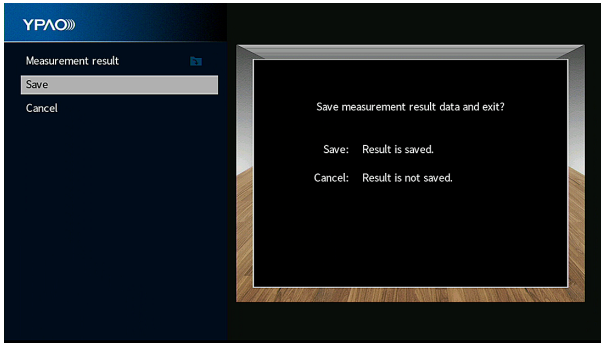 YPAO
Measurement result
Save
Cancel
Save measurement result data and exit?
Save: Result is saved.
Cancel: Result is not saved.